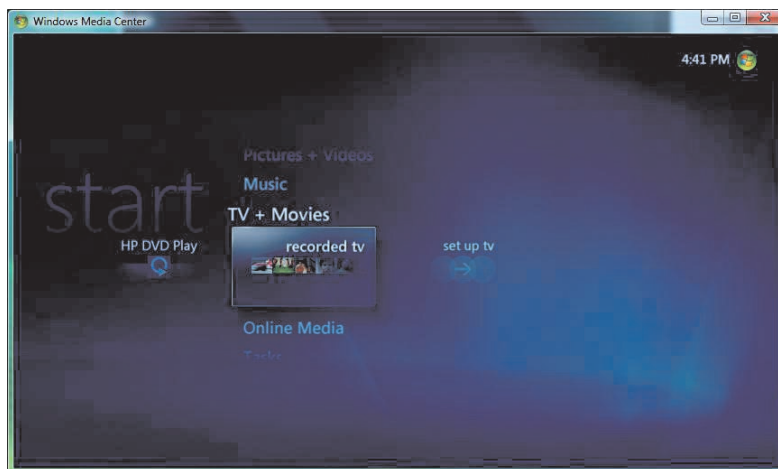 Windows Media Center
4:41 PM
Pictures + Videos
start
Music
TV + Movies
HP DVD Play
recorded tv
set up tv
Online Media
Tasks